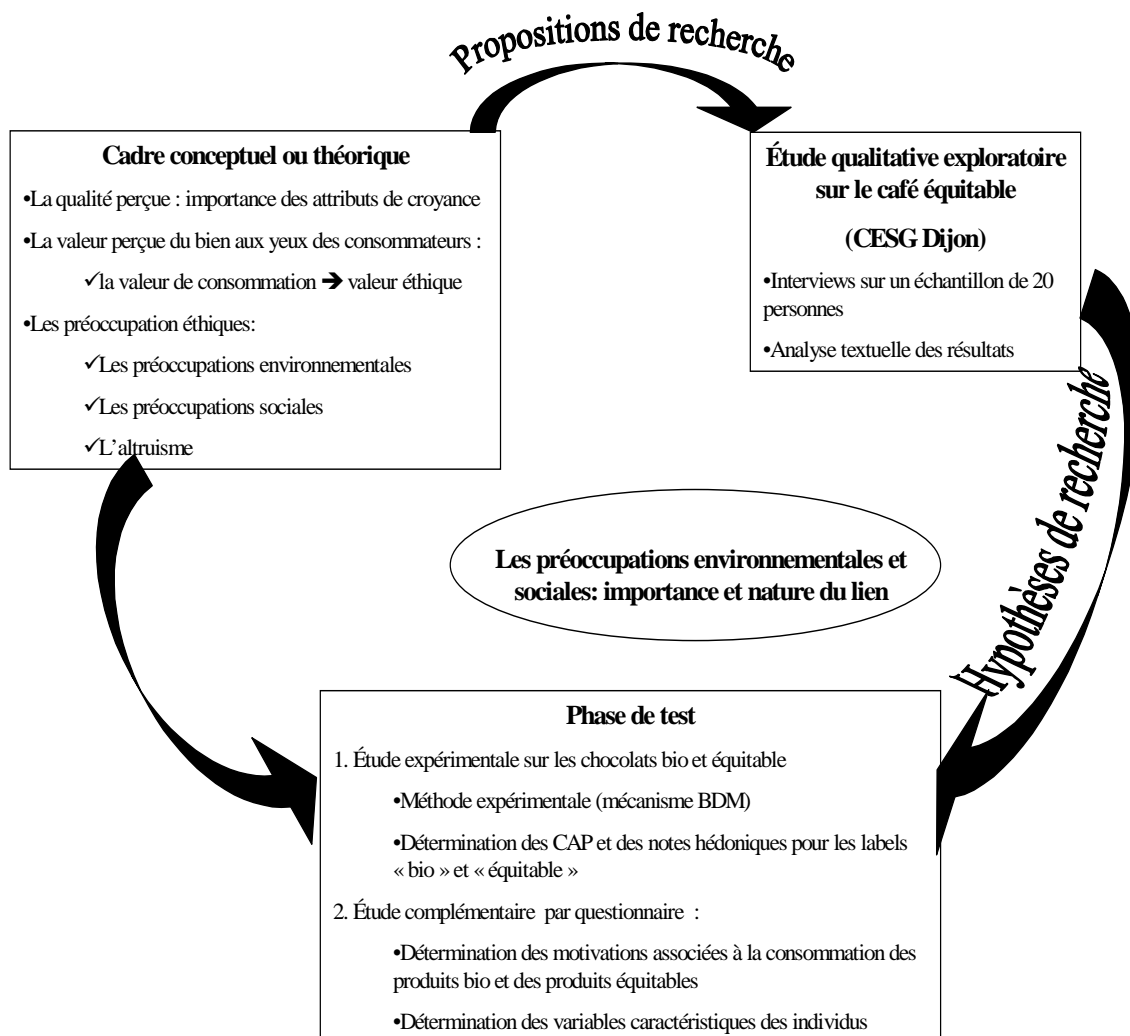 Propositions de recherche
Cadre conceptuel ou théorique
•La qualité perçue : importance des attributs de croyance
•La valeur perçue du bien aux yeux des consommateurs :
✓la valeur de consommation ➔ valeur éthique
•Les préoccupation éthiques:
✓Les préoccupations environnementales
✓Les préoccupations sociales
✓L'altruisme
Étude qualitative exploratoire
sur le café équitable
(CESG Dijon)
•Interviews sur un échantillon de 20
personnes
•Analyse textuelle des résultats
Hypothèses de recherche
Les préoccupations environnementales et
sociales: importance et nature du lien
Phase de test
1. Étude expérimentale sur les chocolats bio et équitable
•Méthode expérimentale (mécanisme BDM)
•Détermination des CAP et des notes hédoniques pour les labels
« bio » et « équitable »
2. Étude complémentaire par questionnaire :
•Détermination des motivations associées à la consommation des
produits bio et des produits équitables
•Détermination des variables caractéristiques des individus